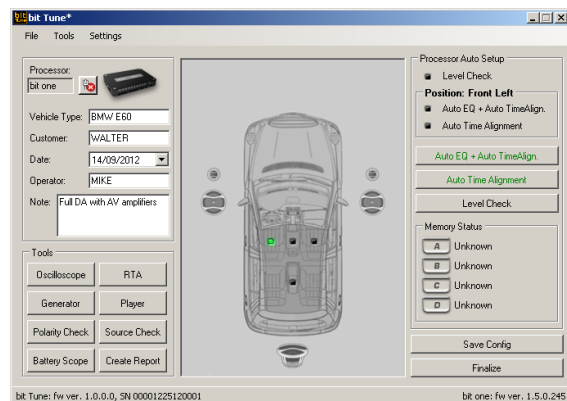 bit Tune*
File Tools Settings
Processor:
bit one
Vehicle Type: BMW E60
Customer: WALTER
Date: 14/09/2012
Operator: MIKE
Note: Full DA with AV amplifiers
Tools
Oscilloscope RTA
Generator Player
Polarity Check Source Check
Battery Scope Create Report
Processor Auto Setup
Level Check
Position: Front Left
Auto EQ + Auto TimeAlign.
Auto Time Alignment
Auto EQ + Auto TimeAlign.
Auto Time Alignment
Level Check
Memory Status
A Unknown
B Unknown
C Unknown
D Unknown
Save Config
Finalize
bit Tune: fw ver. 1.0.0.0, SN 00001225120001
bit one: fw ver. 1.5.0.245